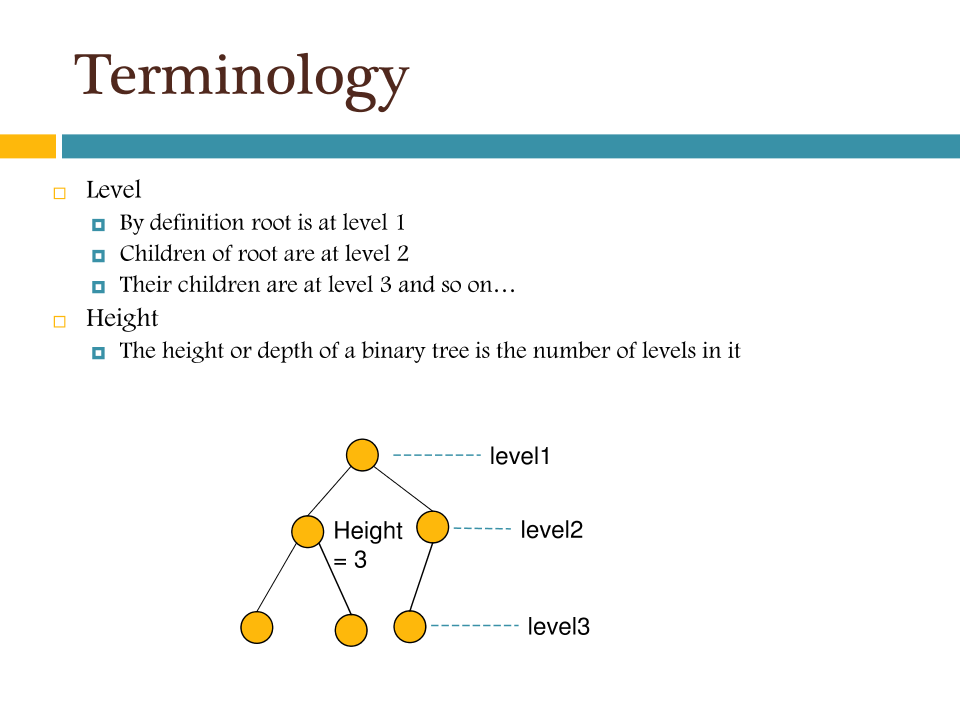 Terminology
Level
By definition root is at level 1
Children of root are at level 2
Their children are at level 3 and so on…
Height
The height or depth of a binary tree is the number of levels in it
level1
Height
= 3
level2
level3